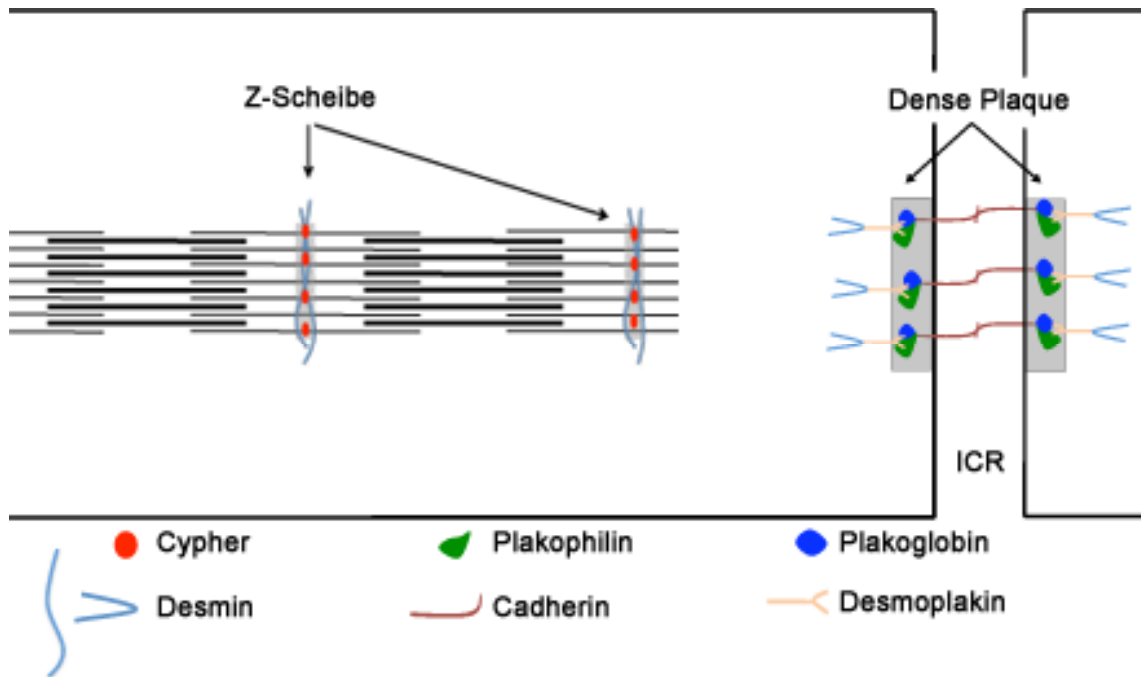 Z-Scheibe
Dense Plaque
ICR
Cypher
Plakophilin
Plakoglobin
Desmin
Cadherin
Desmoplakin